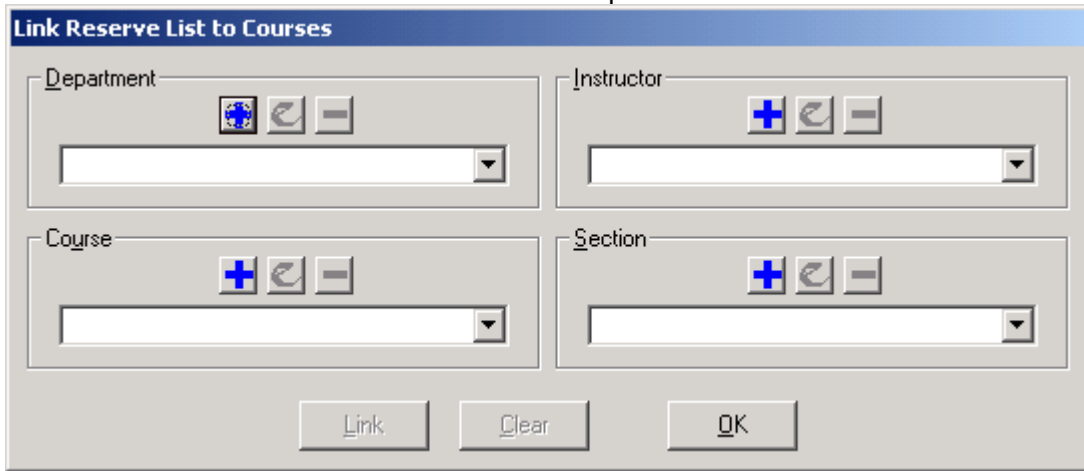 Link Reserve List to Courses
Department
Instructor
Course
Section
Link
Clear
OK